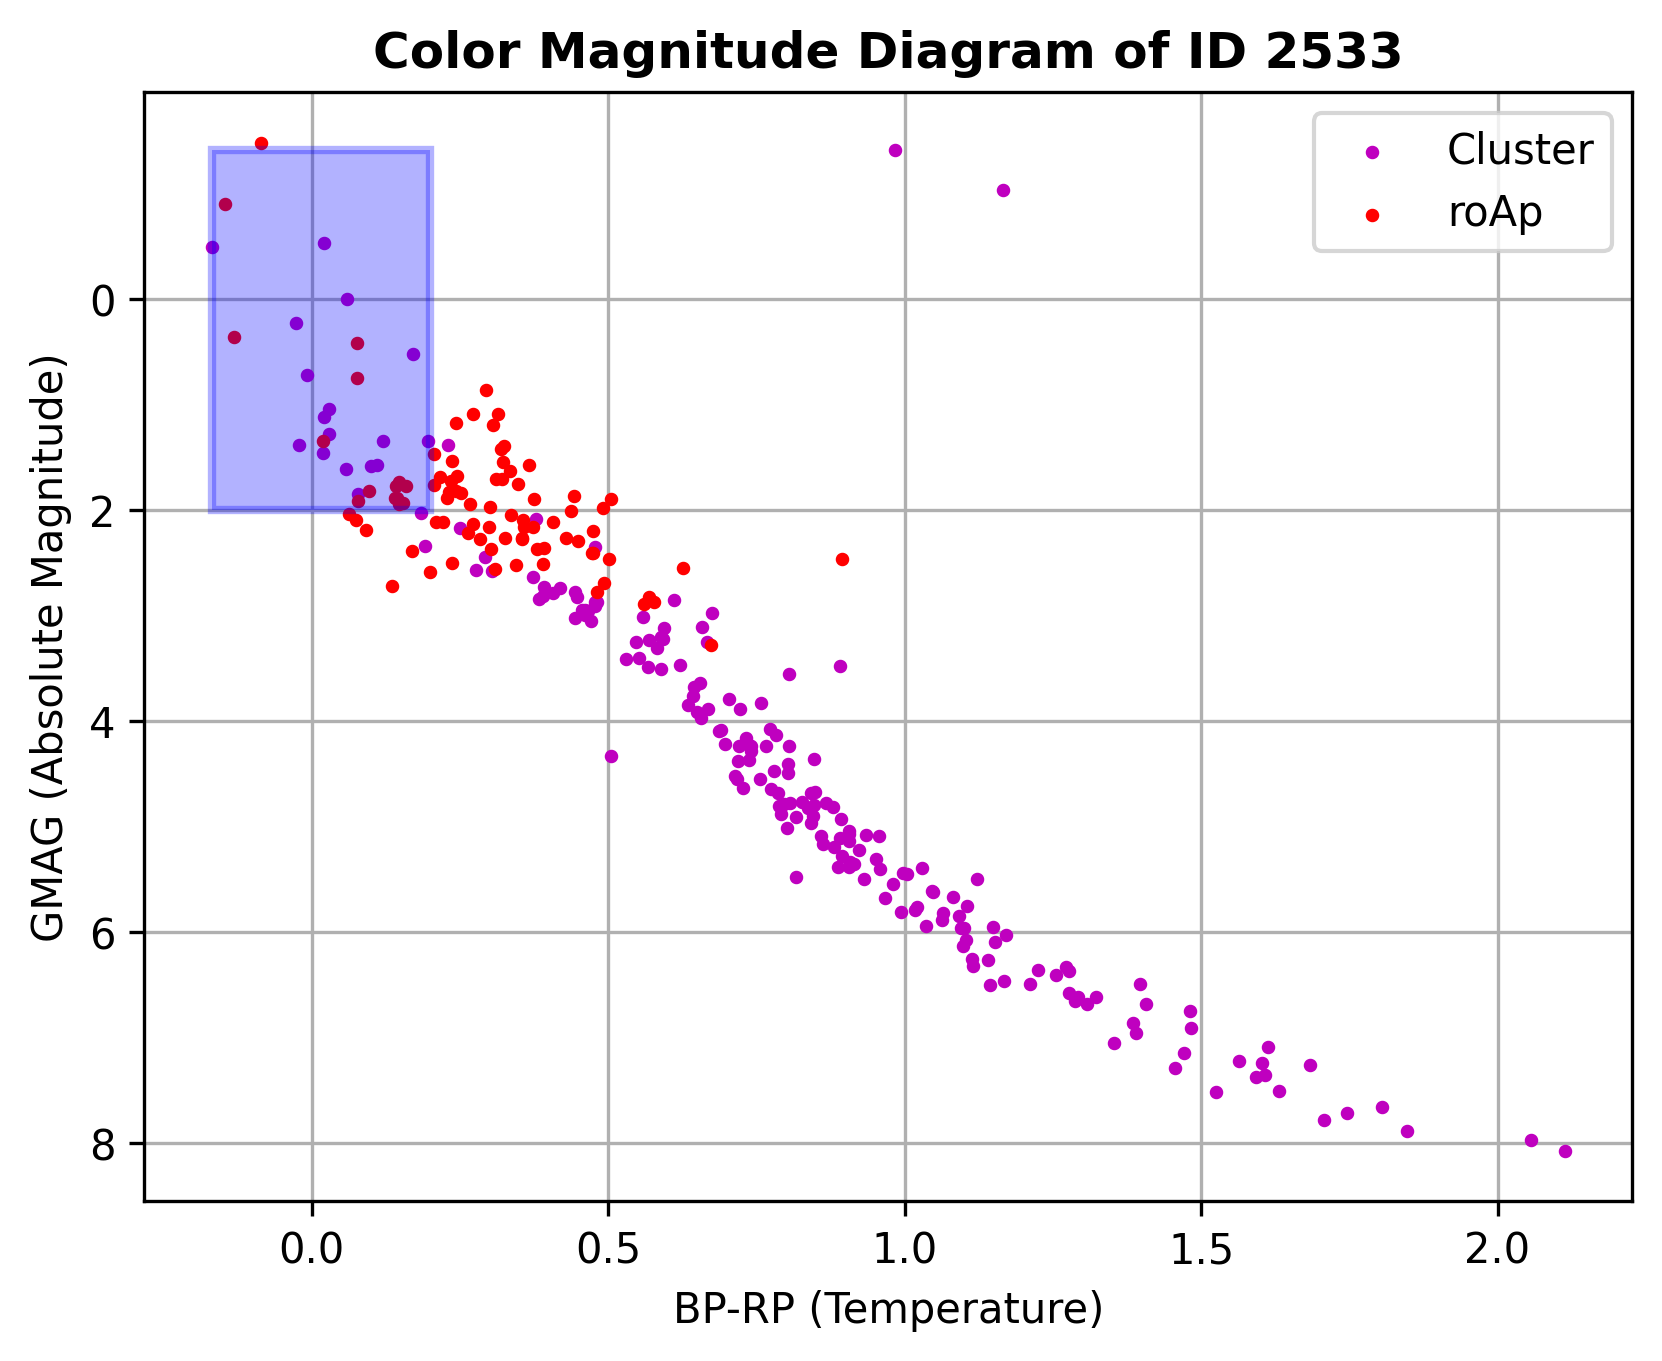 Color Magnitude Diagram of ID 2533
Cluster
roAp
GMAG (Absolute Magnitude)
0
2
4
6
8
0.0 0.5 1.0 1.5 2.0
BP-RP (Temperature)